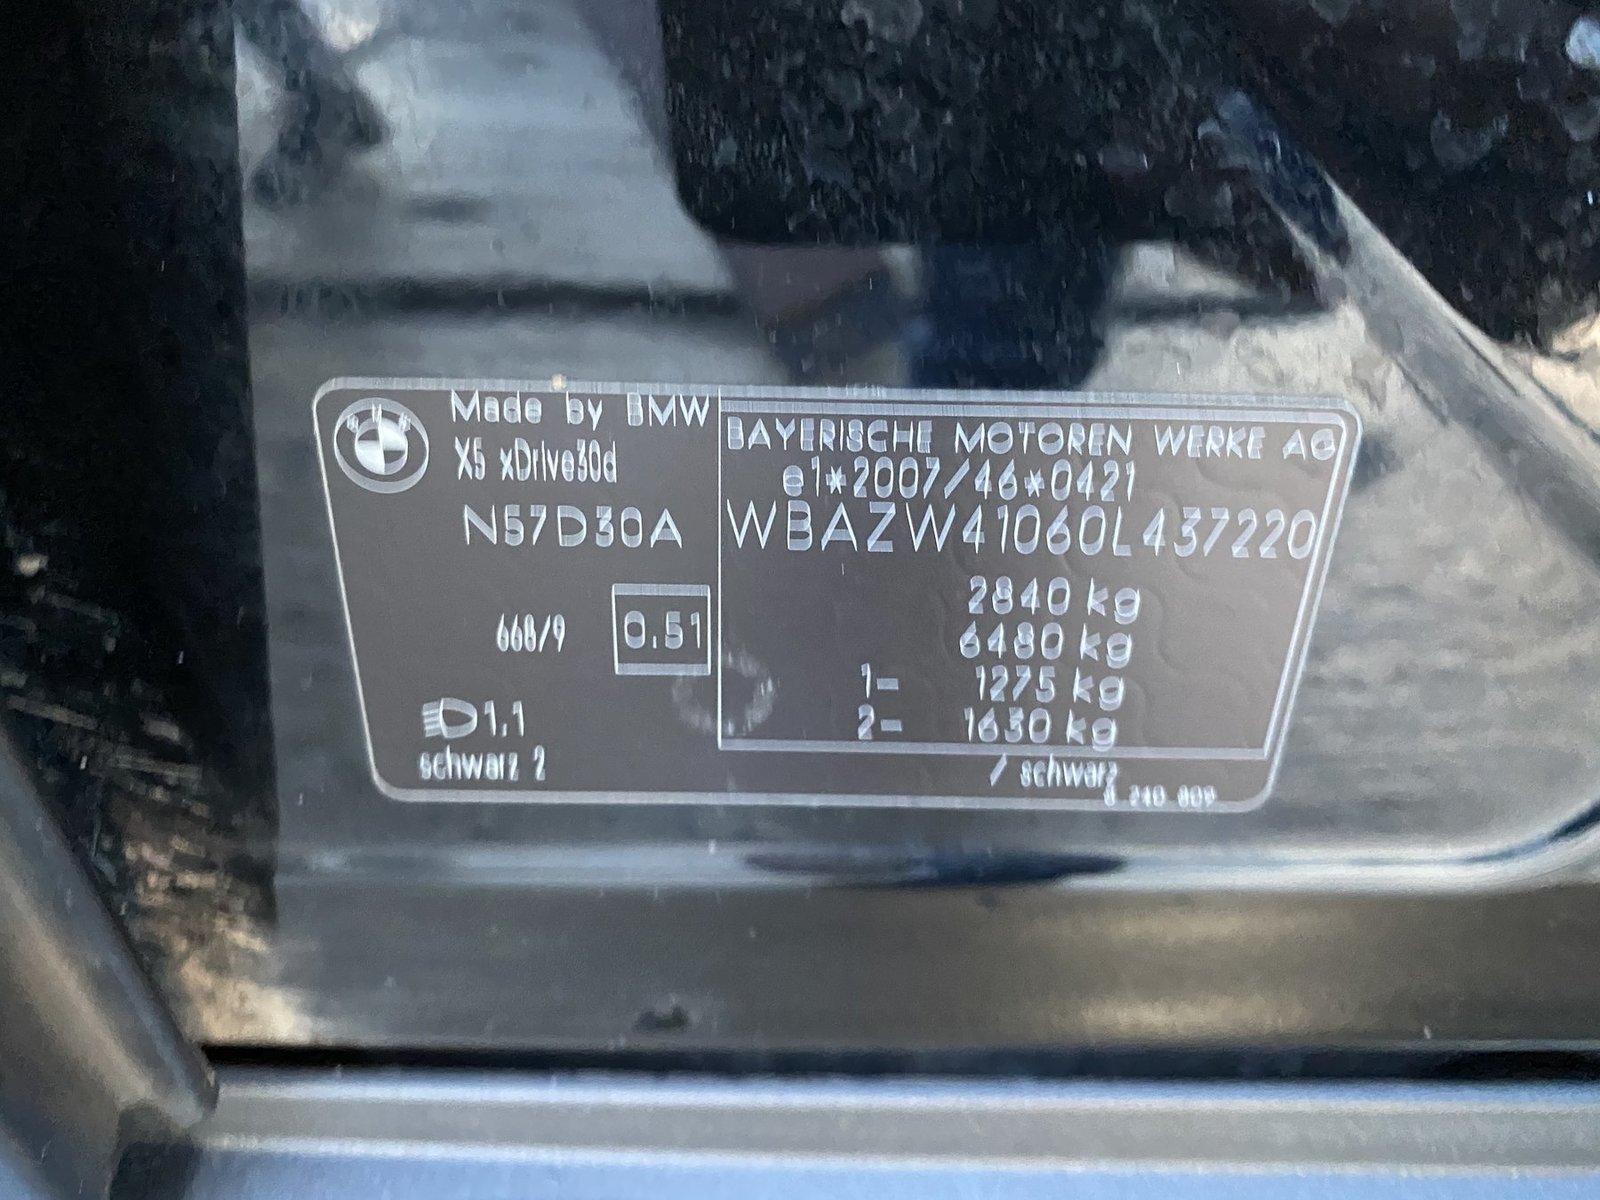 Made by BMW
X5 xDrive30d
N57D30A
668/9
0.51
1.1
schwarz 2
BAYERISCHE MOTOREN WERKE AG
e1*2007/46*0421
WBAZW41060L437220
2840 kg
6480 kg
1- 1275 kg
2- 1630 kg
/ schwarz